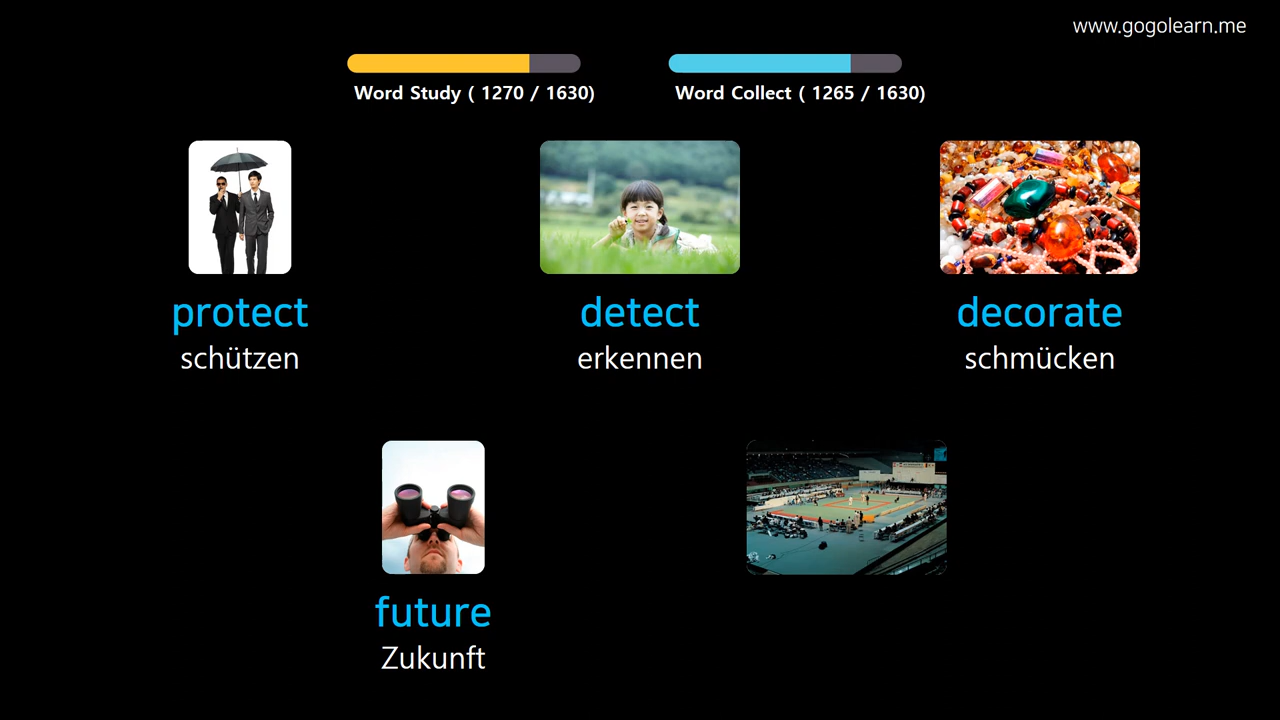 www.gogolearn.me
Word Study ( 1270 / 1630)
Word Collect ( 1265 / 1630)
protect
schützen
detect
erkennen
decorate
schmücken
future
Zukunft